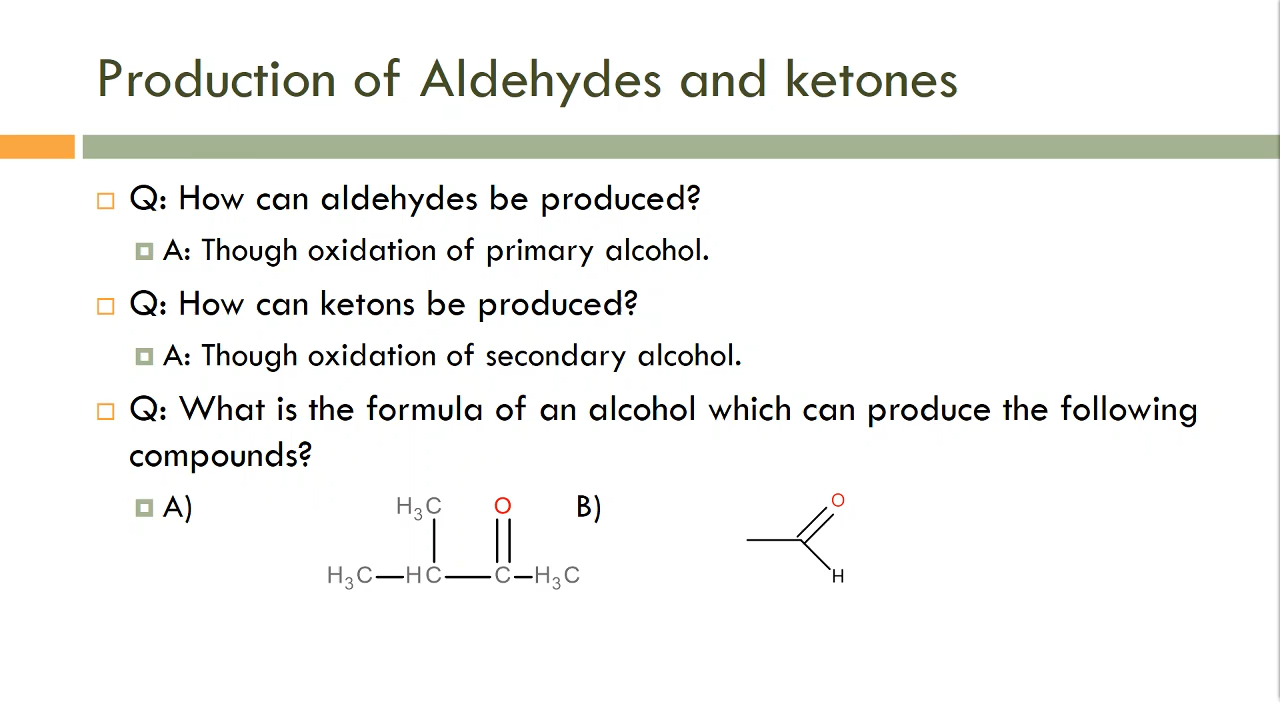 Production of Aldehydes and ketones
Q: How can aldehydes be produced?
A: Though oxidation of primary alcohol.
Q: How can ketons be produced?
A: Though oxidation of secondary alcohol.
Q: What is the formula of an alcohol which can produce the following
compounds?
A)
H₃C O
H₃C HC C H₃C
B)
O
H